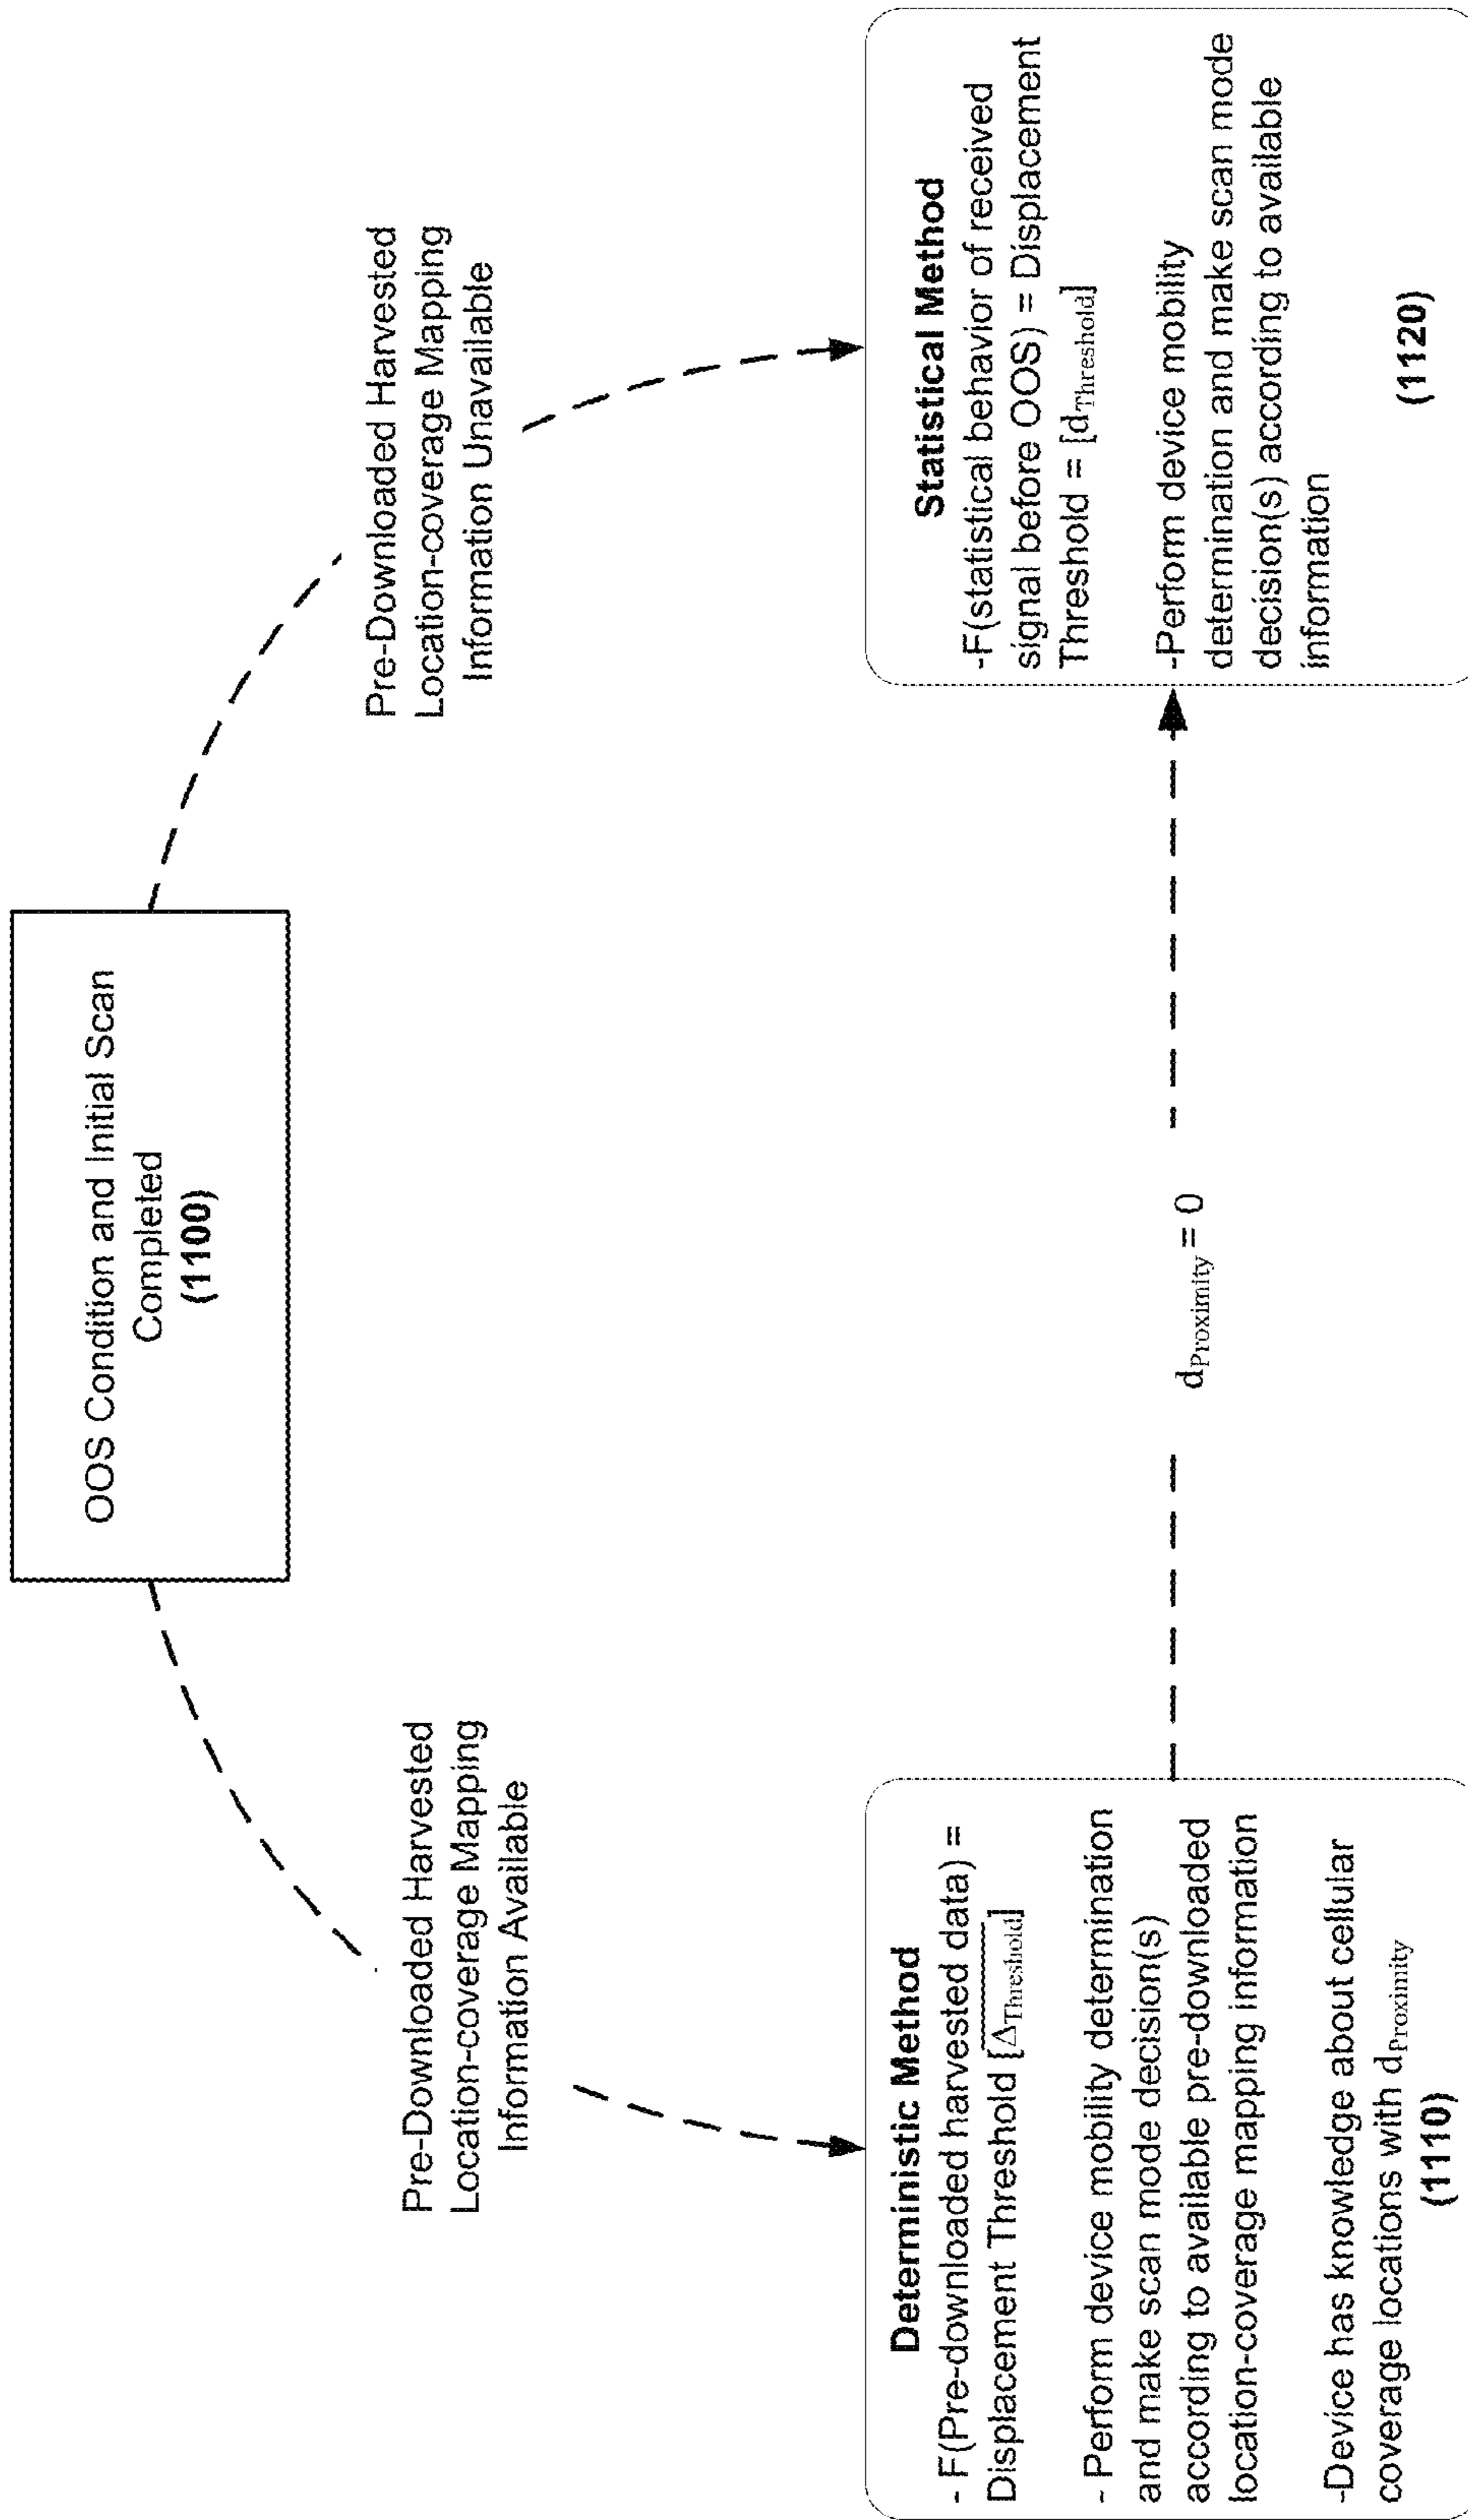 OOS Condition and Initial Scan
Completed
(1100)
Pre-Downloaded Harvested
Location-coverage Mapping
Information Available
Pre-Downloaded Harvested
Location-coverage Mapping
Information Unavailable
Deterministic Method
- F(Pre-downloaded harvested data) =
Displacement Threshold [ΔThreshold]
- Perform device mobility determination
and make scan mode decision(s)
according to available pre-downloaded
location-coverage mapping information
-Device has knowledge about cellular
coverage locations with dProximity
(1110)
dProximity = 0
Statistical Method
-F(statistical behavior of received
signal before OOS) = Displacement
Threshold = [dThreshold]
-Perform device mobility
determination and make scan mode
decision(s) according to available
information
(1120)